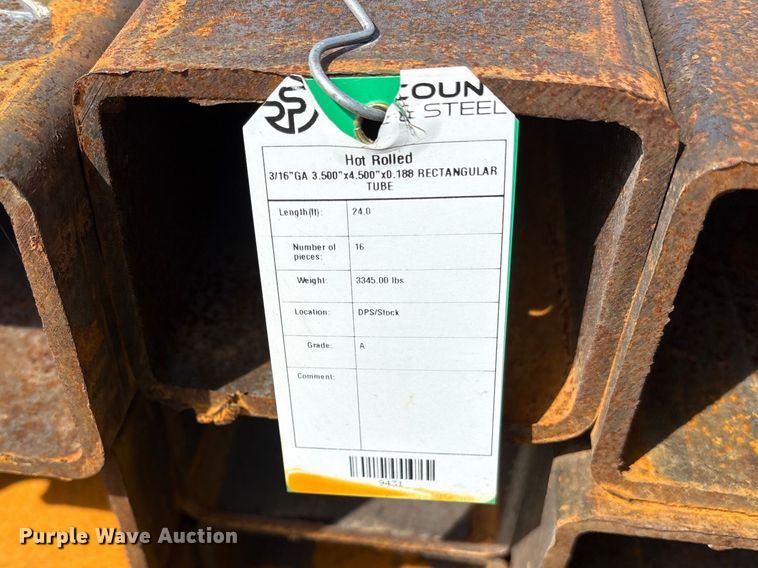 COUN
& STEEL
Hot Rolled
3/16"GA 3.500"x4.500"x0.188 RECTANGULAR
TUBE
Length(ft): 24.0
Number of pieces: 16
Weight: 3345.00 lbs
Location: DPS/Stock
Grade: A
Comment:
9431
Purple Wave Auction